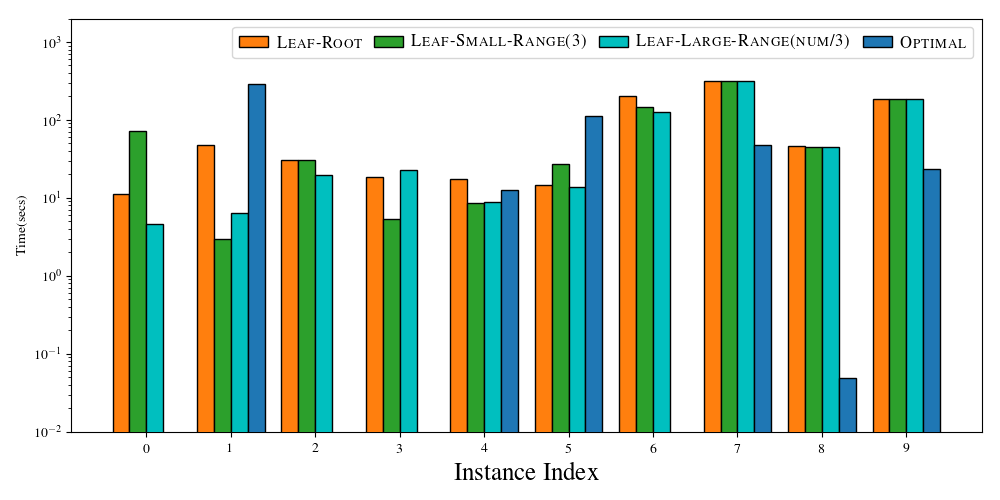 Leaf-Root Leaf-Small-Range(3) Leaf-Large-Range(num/3) Optimal
Time(secs)
10³
10²
10¹
10⁰
10⁻¹
10⁻²
0 1 2 3 4 5 6 7 8 9
Instance Index